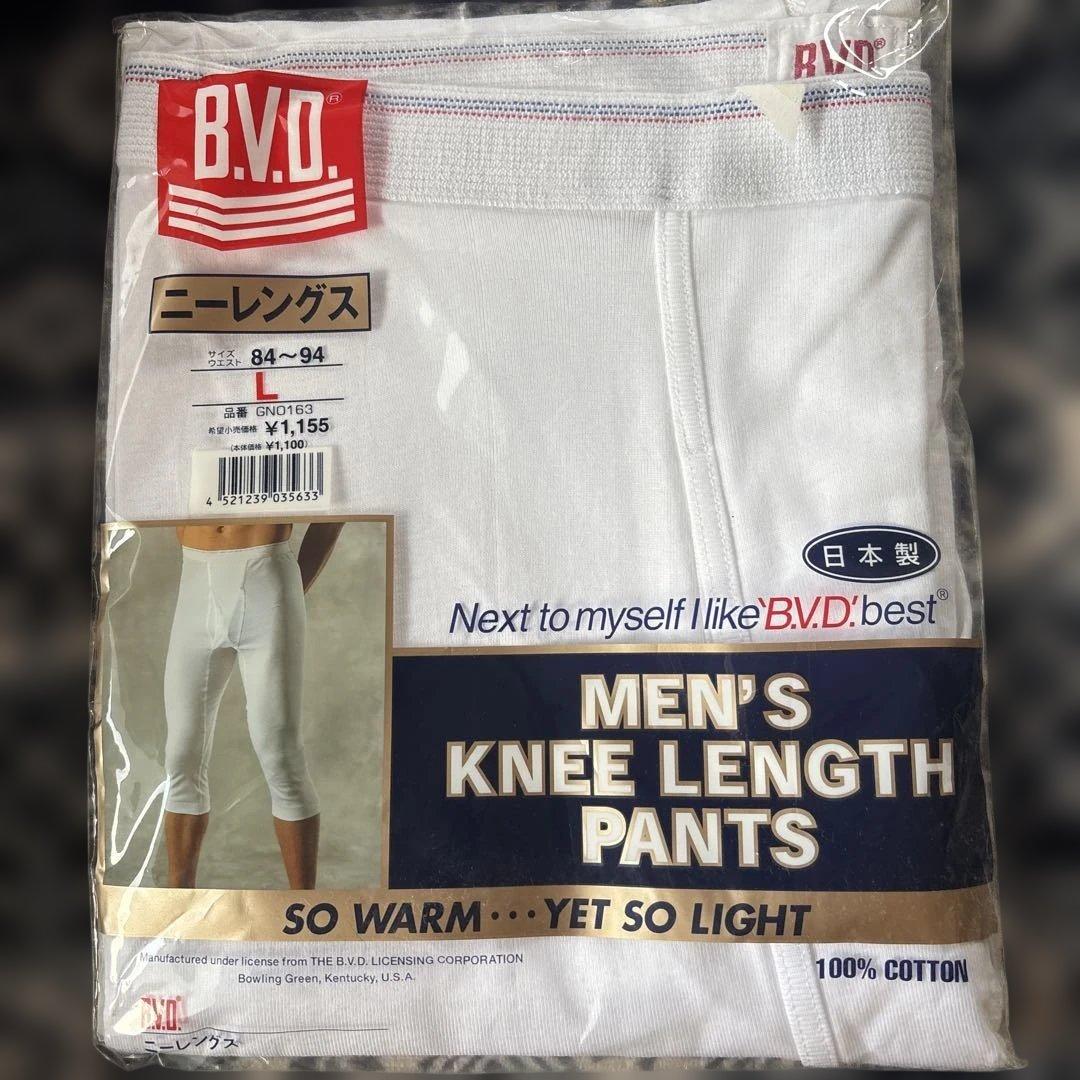 B.V.D.
B.V.D.®
ニーレングス
サイズ
ウエスト 84～94
L
品番 GN0163
希望小売価格 ¥1,155
(本体価格 ¥1,100)
4 521239 035633
日本製
Next to myself I like 'B.V.D.' best®
MEN'S
KNEE LENGTH
PANTS
SO WARM···YET SO LIGHT
Manufactured under license from THE B.V.D. LICENSING CORPORATION
Bowling Green, Kentucky, U.S.A.
100% COTTON
B.V.D.®
ニーレングス